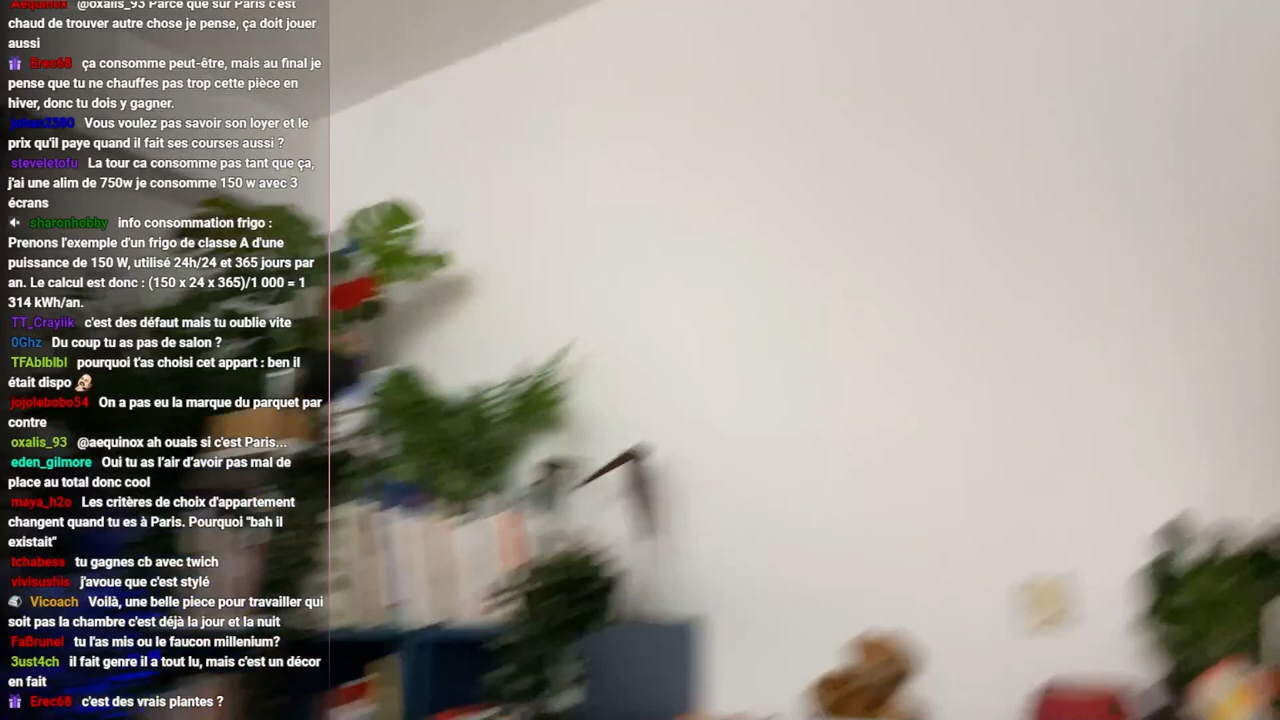 Aequinox @oxalis_93 Parce que sur Paris c'est
chaud de trouver autre chose je pense, ça doit jouer
aussi
Erec68 ça consomme peut-être, mais au final je
pense que tu ne chauffes pas trop cette pièce en
hiver, donc tu dois y gagner.
Vous voulez pas savoir son loyer et le
prix qu'il paye quand il fait ses courses aussi ?
steveletofu La tour ca consomme pas tant que ça,
j'ai une alim de 750w je consomme 150 w avec 3
écrans
sharonhobby info consommation frigo :
Prenons l'exemple d'un frigo de classe A d'une
puissance de 150 W, utilisé 24h/24 et 365 jours par
an. Le calcul est donc : (150 x 24 x 365)/1 000 = 1
314 kWh/an.
TT_Crayiik c'est des défaut mais tu oublie vite
0Ghz Du coup tu as pas de salon ?
TFAblblbl pourquoi t'as choisi cet appart : ben il
était dispo
jojolebobo54 On a pas eu la marque du parquet par
contre
oxalis_93 @aequinox ah ouais si c'est Paris...
eden_gilmore Oui tu as l'air d'avoir pas mal de
place au total donc cool
maya_h2o Les critères de choix d'appartement
changent quand tu es à Paris. Pourquoi "bah il
existait"
tchabess tu gagnes cb avec twich
vivisushis j'avoue que c'est stylé
Vicoach Voilà, une belle piece pour travailler qui
soit pas la chambre c'est déjà la jour et la nuit
FaBrunel tu l'as mis ou le faucon millenium?
3ust4ch il fait genre il a tout lu, mais c'est un décor
en fait
Erec68 c'est des vrais plantes ?